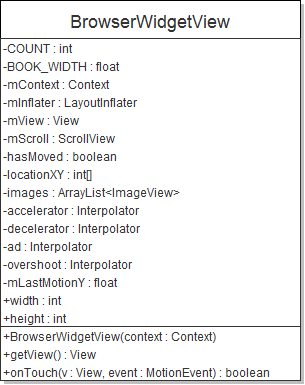 BrowserWidgetView
-COUNT : int
-BOOK_WIDTH : float
-mContext : Context
-mInflater : LayoutInflater
-mView : View
-mScroll : ScrollView
-hasMoved : boolean
-locationXY : int[]
-images : ArrayList<ImageView>
-accelerator : Interpolator
-decelerator : Interpolator
-ad : Interpolator
-overshoot : Interpolator
-mLastMotionY : float
+width : int
+height : int
+BrowserWidgetView(context : Context)
+getView() : View
+onTouch(v : View, event : MotionEvent) : boolean